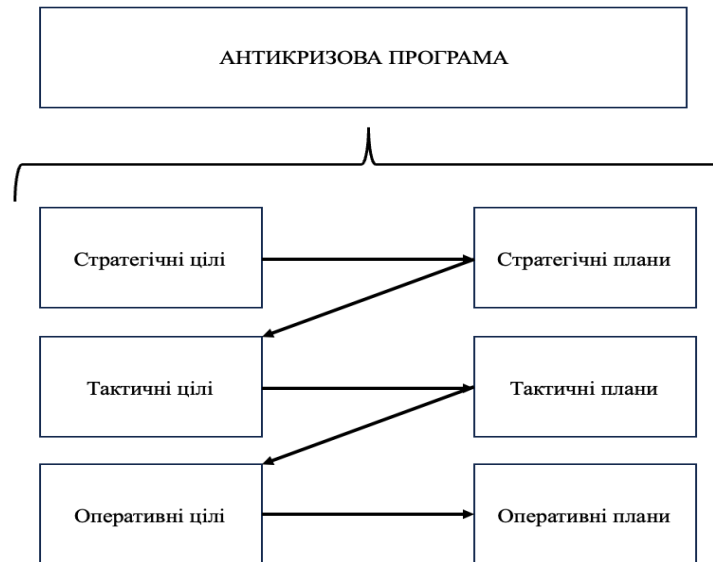 АНТИКРИЗОВА ПРОГРАМА
Стратегічні цілі
Стратегічні плани
Тактичні цілі
Тактичні плани
Оперативні цілі
Оперативні плани